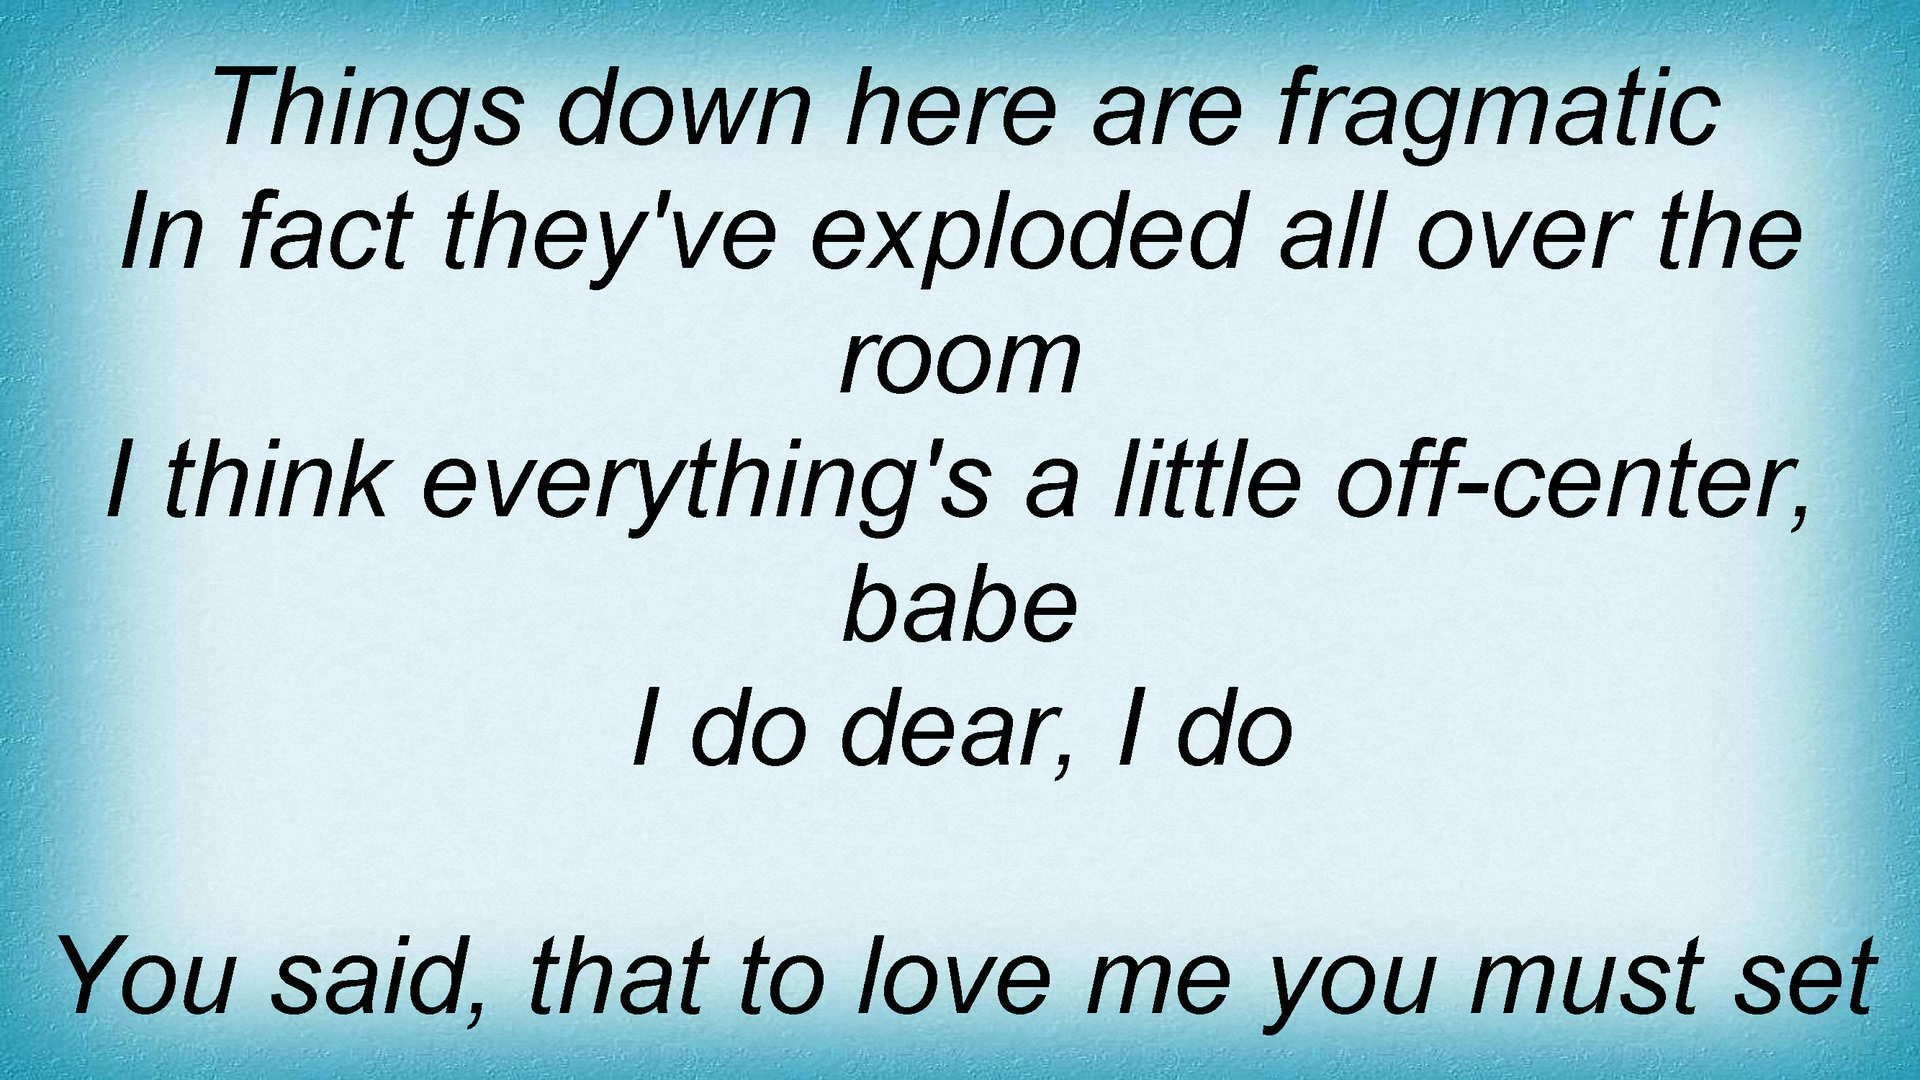 Things down here are fragmatic
In fact they've exploded all over the
room
I think everything's a little off-center,
babe
I do dear, I do
You said, that to love me you must set